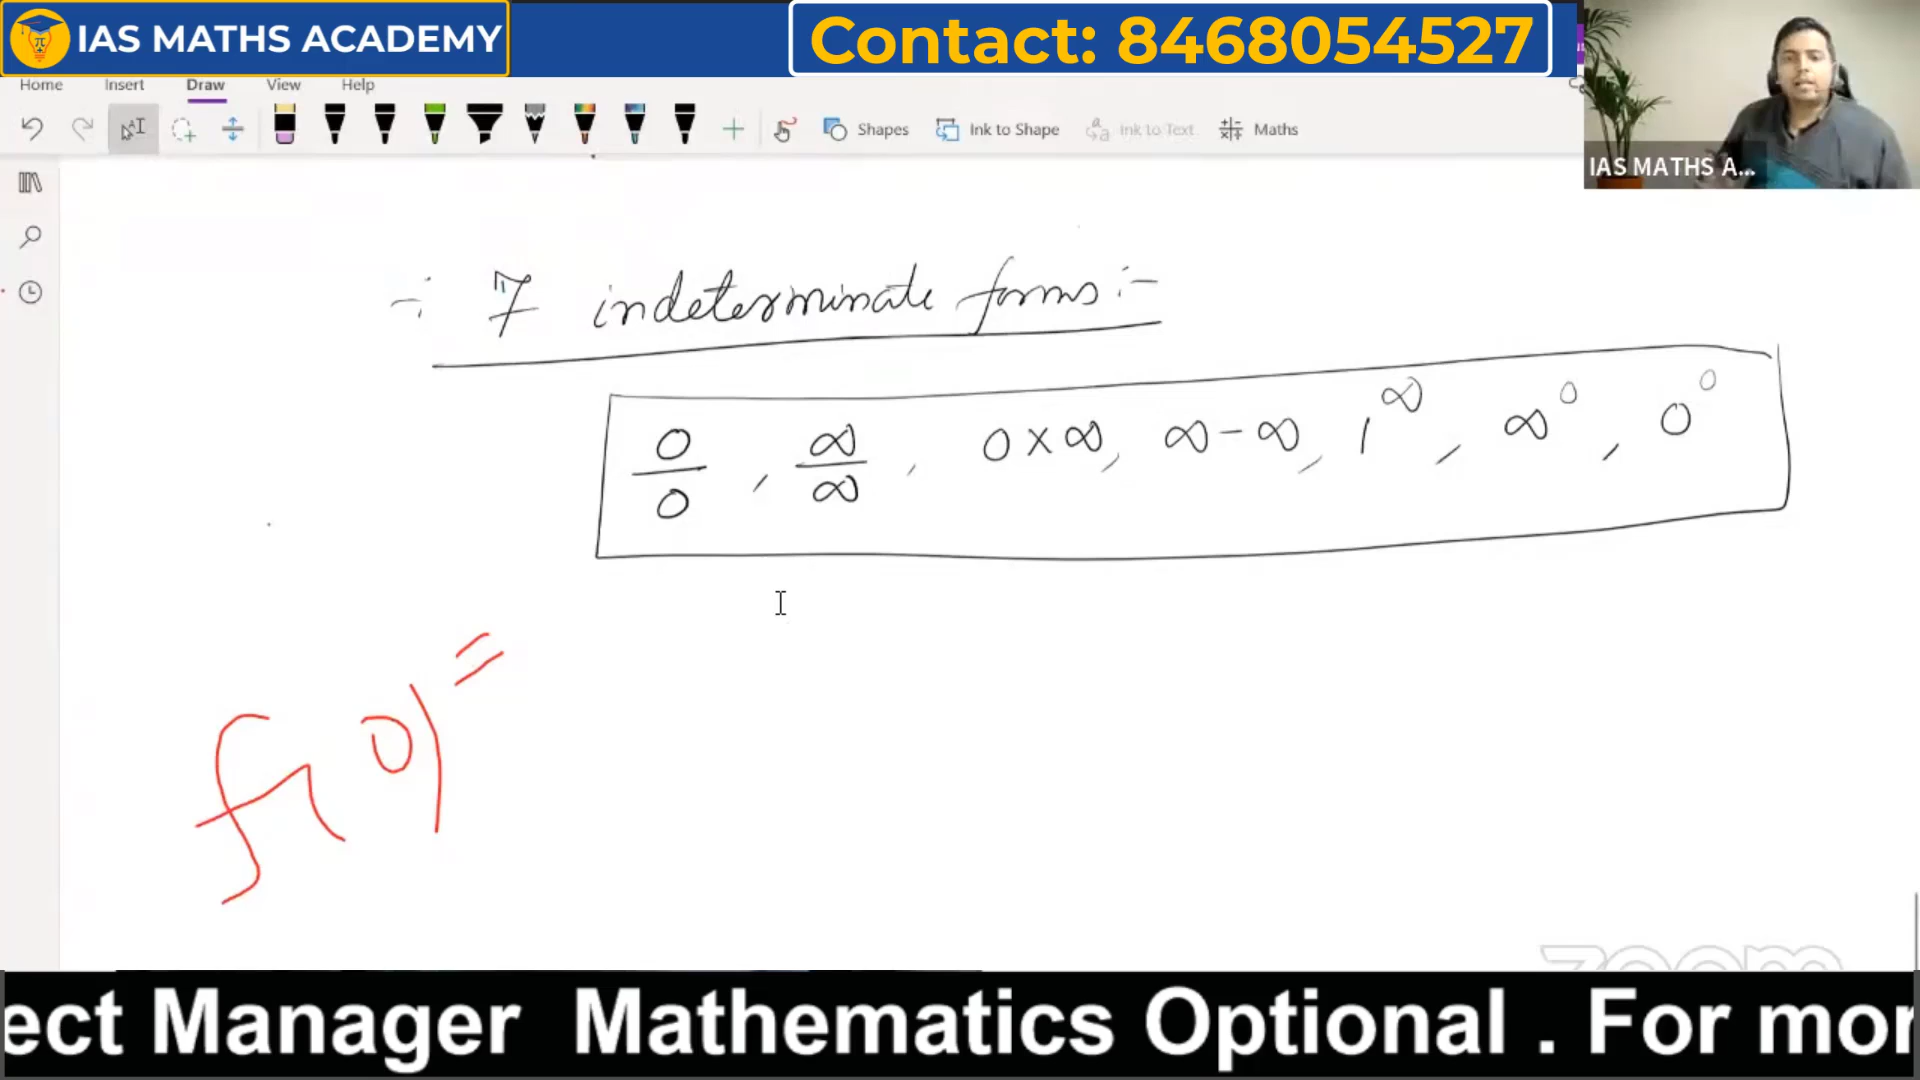 IAS MATHS ACADEMY
Contact: 8468054527
Home Insert Draw View Help
Shapes Ink to Shape Ink to Text Maths
IAS MATHS A...
:- 7 indeterminate forms :-
0/0 , ∞/∞ , 0 × ∞, ∞ - ∞, 1^∞ , ∞^0 , 0^0
f(0) =
zoom
ect Manager Mathematics Optional . For mor